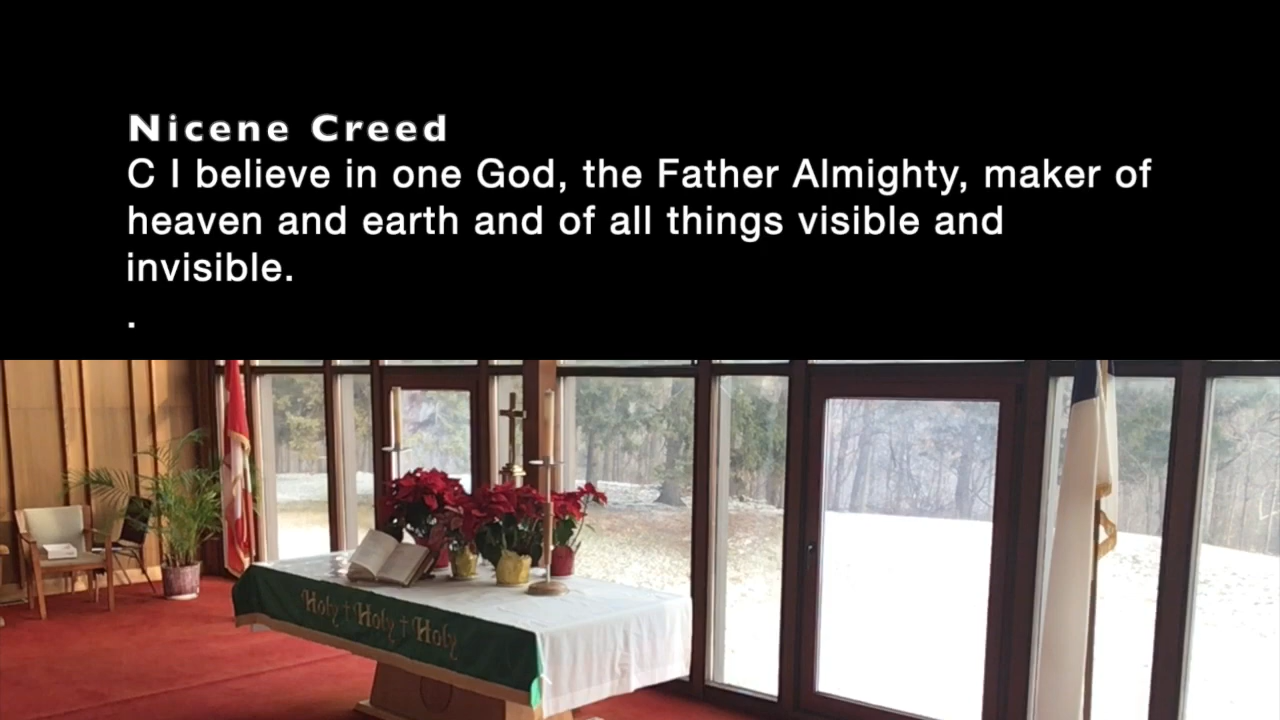 Nicene Creed
C I believe in one God, the Father Almighty, maker of
heaven and earth and of all things visible and
invisible.
.
Holy † Holy † Holy